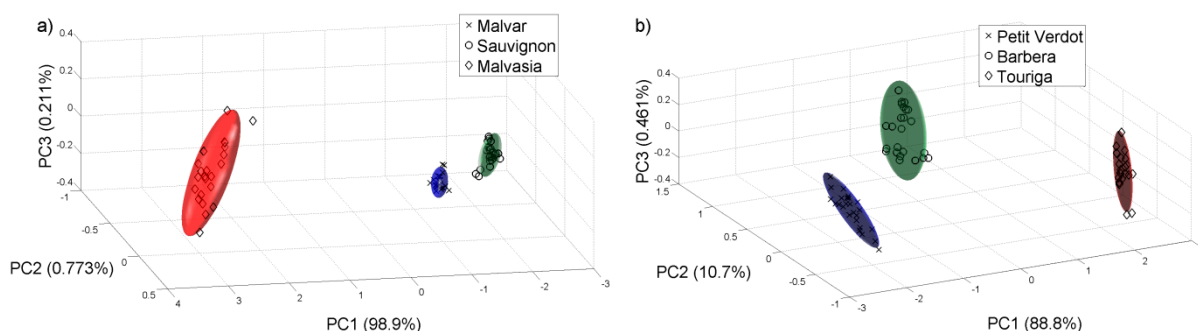 a)
× Malvar
○ Sauvignon
◇ Malvasia
0.4
0.2
0
-0.2
-0.4
PC3 (0.211%)
-1
-0.5
0
0.5
PC2 (0.773%)
4
3
2
1
0
-1
-2
-3
PC1 (98.9%)
b)
× Petit Verdot
○ Barbera
◇ Touriga
0.4
0.2
0
-0.2
-0.4
PC3 (0.461%)
1.5
1
0.5
0
-0.5
-1
PC2 (10.7%)
-3
-2
-1
0
1
2
PC1 (88.8%)